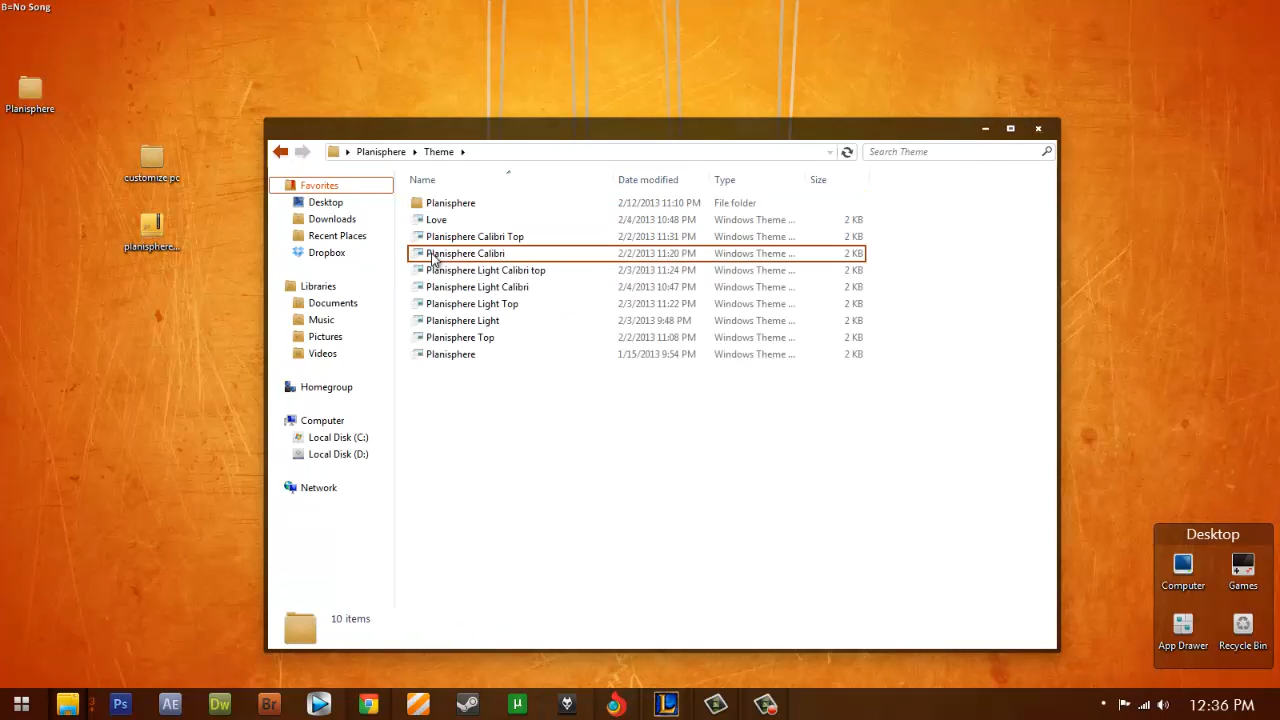 B=No Song
Planisphere
customize pc
planisphere...
Planisphere Theme
Search Theme
Name Date modified Type Size
Favorites
Desktop
Downloads
Recent Places
Dropbox
Libraries
Documents
Music
Pictures
Videos
Homegroup
Computer
Local Disk (C:)
Local Disk (D:)
Network
Planisphere 2/12/2013 11:10 PM File folder
Love 2/4/2013 10:48 PM Windows Theme ... 2 KB
Planisphere Calibri Top 2/2/2013 11:31 PM Windows Theme ... 2 KB
Planisphere Calibri 2/2/2013 11:20 PM Windows Theme ... 2 KB
Planisphere Light Calibri top 2/3/2013 11:24 PM Windows Theme ... 2 KB
Planisphere Light Calibri 2/4/2013 10:47 PM Windows Theme ... 2 KB
Planisphere Light Top 2/3/2013 11:22 PM Windows Theme ... 2 KB
Planisphere Light 2/3/2013 9:48 PM Windows Theme ... 2 KB
Planisphere Top 2/2/2013 11:08 PM Windows Theme ... 2 KB
Planisphere 1/15/2013 9:54 PM Windows Theme ... 2 KB
10 items
Desktop
Computer Games
App Drawer Recycle Bin
Ps AE Dw Br µ L
12:36 PM